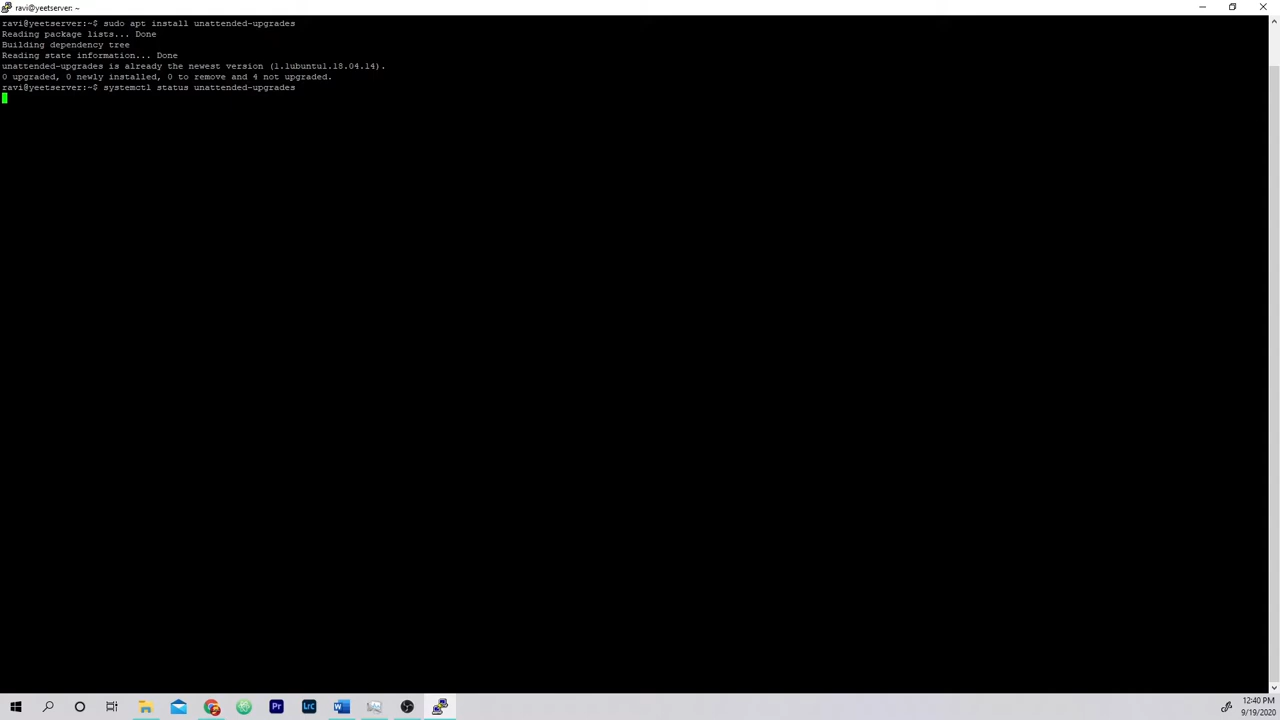 ravi@yeetserver: ~
ravi@yeetserver:~$ sudo apt install unattended-upgrades
Reading package lists... Done
Building dependency tree
Reading state information... Done
unattended-upgrades is already the newest version (1.1ubuntu1.18.04.14).
0 upgraded, 0 newly installed, 0 to remove and 4 not upgraded.
ravi@yeetserver:~$ systemctl status unattended-upgrades
Pr
Lrc
W
12:40 PM
9/19/2020